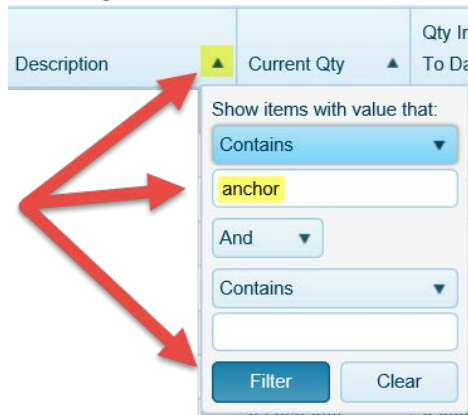 Qty In
Description Current Qty To Da
Show items with value that:
Contains
anchor
And
Contains
Filter Clear